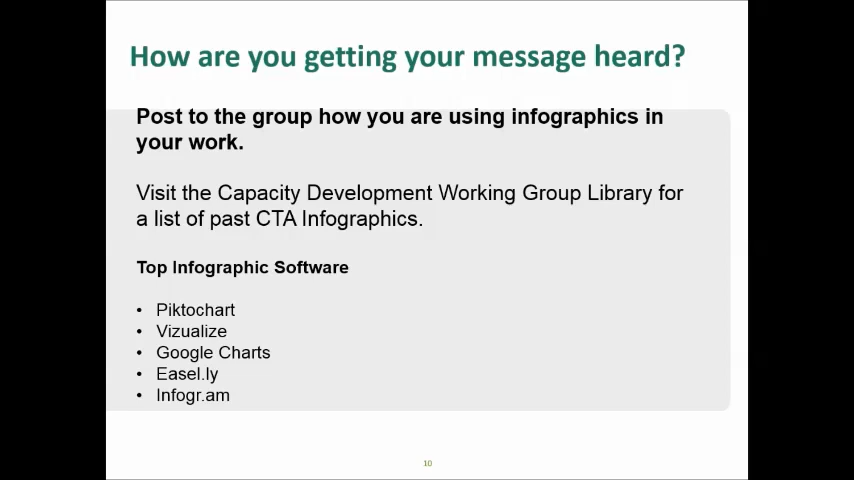 How are you getting your message heard?
Post to the group how you are using infographics in
your work.
Visit the Capacity Development Working Group Library for
a list of past CTA Infographics.
Top Infographic Software
• Piktochart
• Vizualize
• Google Charts
• Easel.ly
• Infogr.am
10